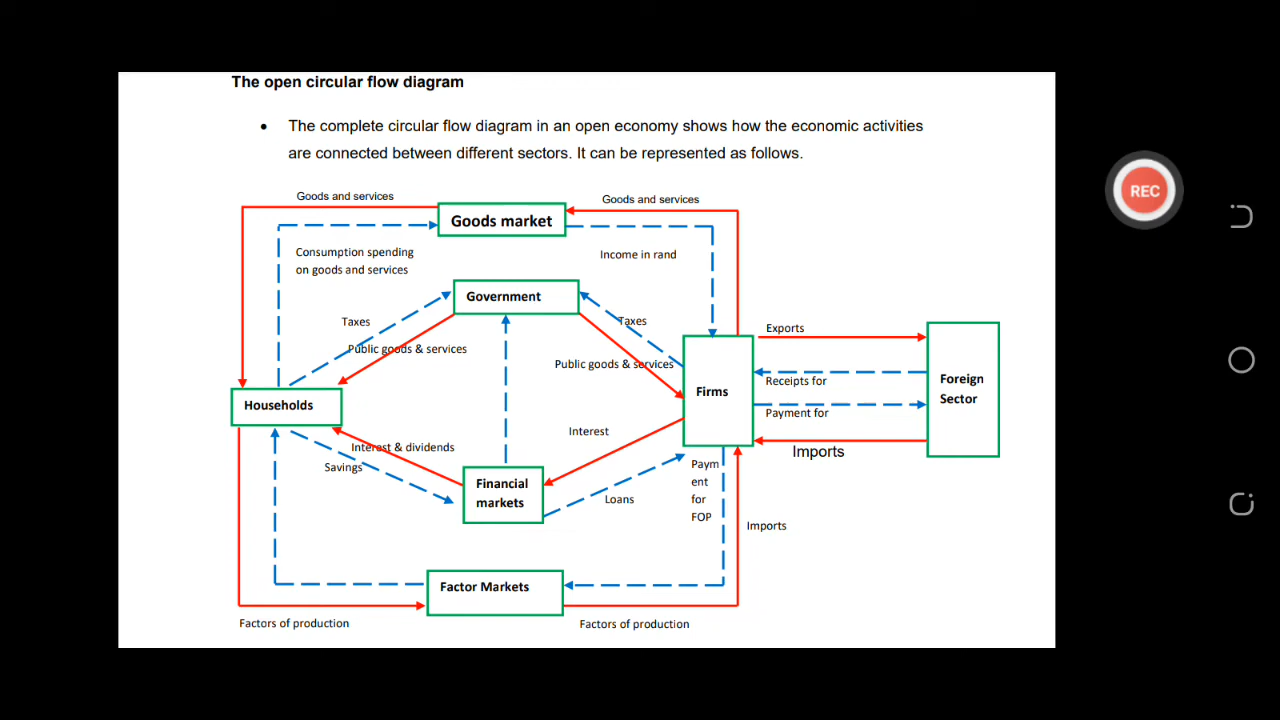 The open circular flow diagram
• The complete circular flow diagram in an open economy shows how the economic activities
are connected between different sectors. It can be represented as follows.
REC
Goods and services
Goods and services
Goods market
Consumption spending
on goods and services
Income in rand
Government
Taxes
Taxes
Public goods & services
Public goods & services
Exports
Households
Firms
Receipts for
Foreign
Sector
Payment for
Interest
Interest & dividends
Imports
Savings
Financial
markets
Loans
Paym
ent
for
FOP
Imports
Factor Markets
Factors of production
Factors of production